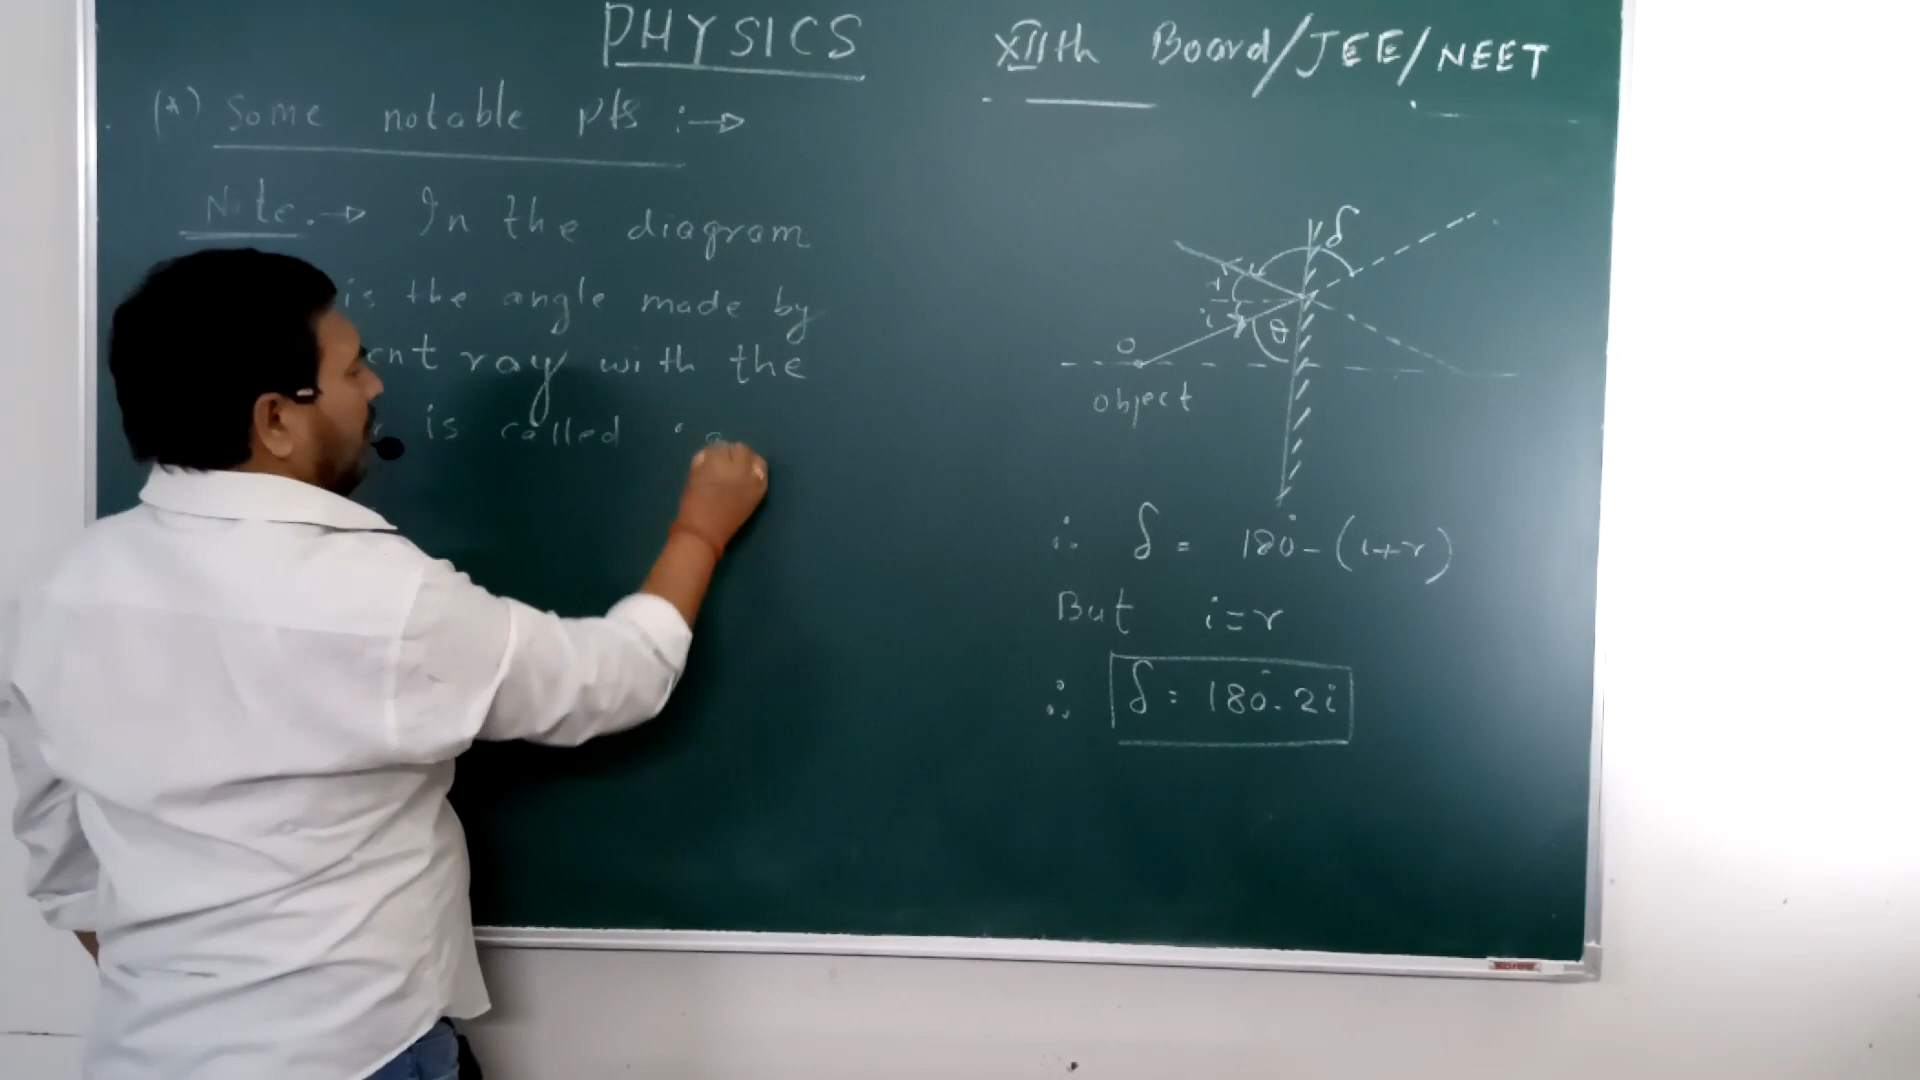 PHYSICS
XIIth Board/JEE/NEET
(*) Some notable pts :→
Note.→ In the diagram
is the angle made by
ray with the
is called
δ
r
i
θ
O
object
∴ δ = 180° - (i+r)
But i = r
∴ δ = 180° - 2i